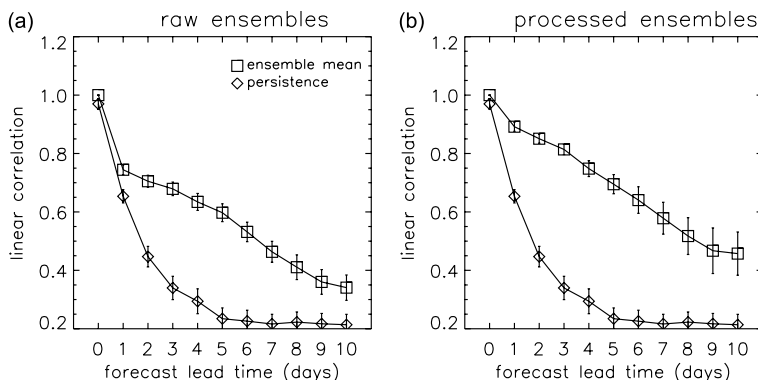 (a) raw ensembles
1.2
1.0
0.8
0.6
0.4
0.2
linear correlation
ensemble mean
persistence
0 1 2 3 4 5 6 7 8 9 10
forecast lead time (days)
(b) processed ensembles
1.2
1.0
0.8
0.6
0.4
0.2
linear correlation
0 1 2 3 4 5 6 7 8 9 10
forecast lead time (days)